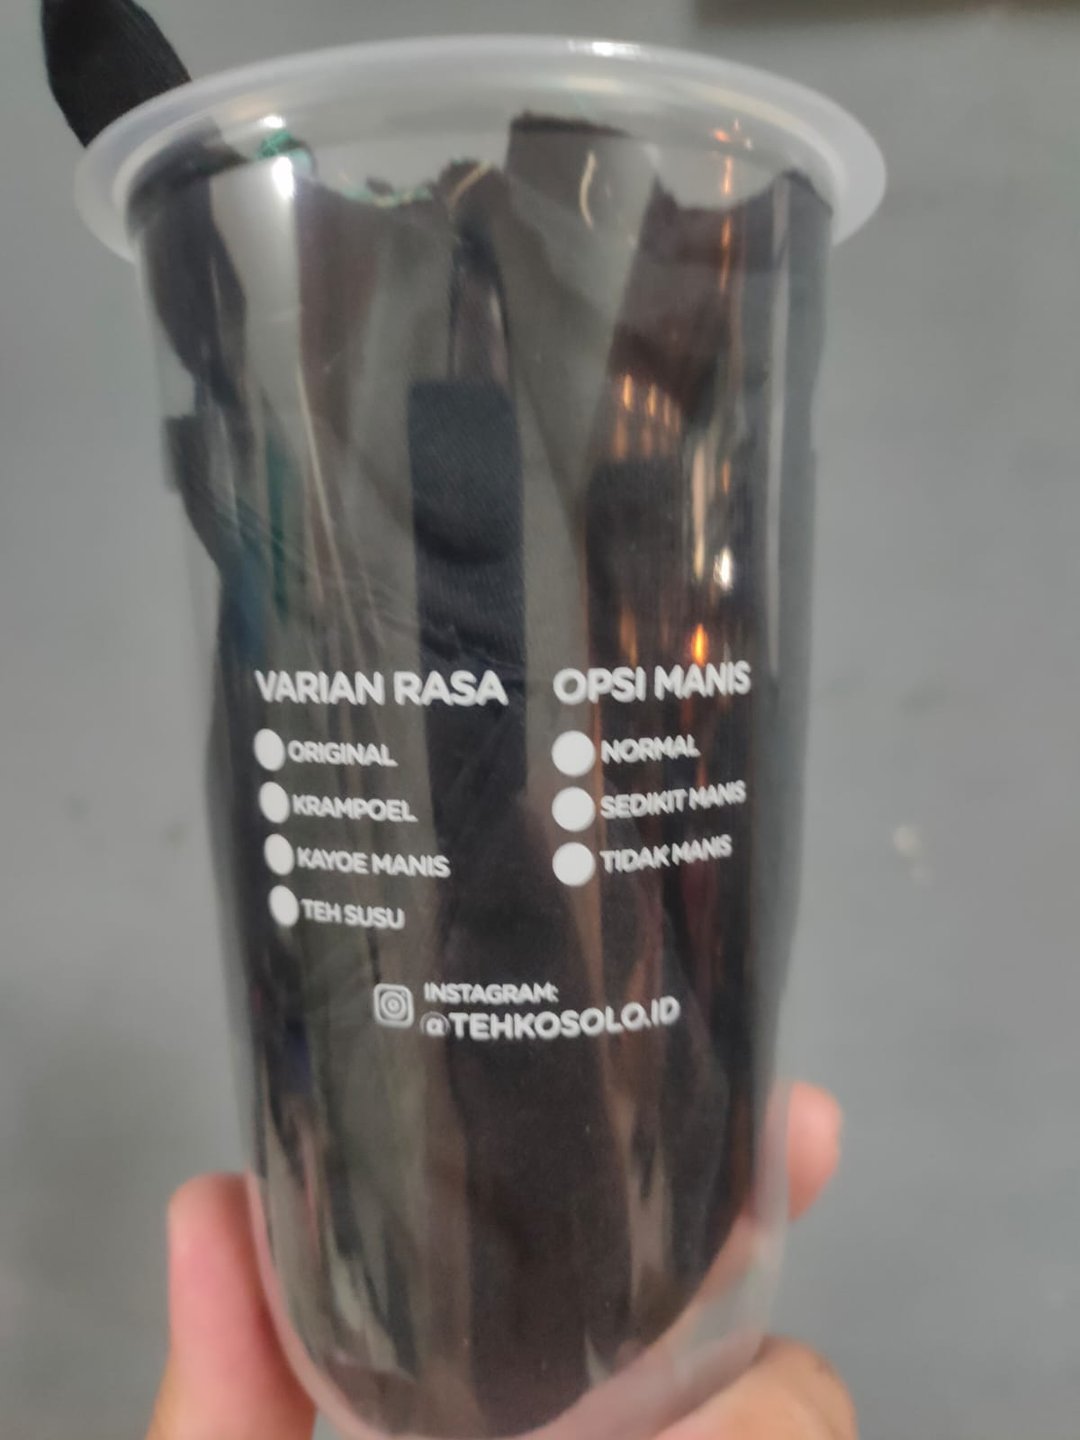 VARIAN RASA
ORIGINAL
KRAMPOEL
KAYOE MANIS
TEH SUSU
OPSI MANIS
NORMAL
SEDIKIT MANIS
TIDAK MANIS
INSTAGRAM:
@TEHKOSOLO.ID